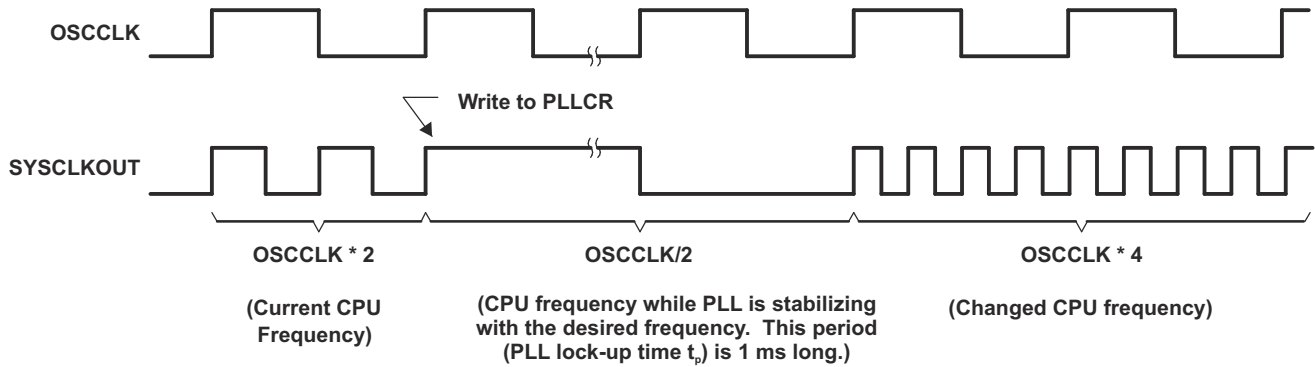 OSCCLK
Write to PLLCR
SYSCLKOUT
OSCCLK * 2
(Current CPU
Frequency)
OSCCLK/2
(CPU frequency while PLL is stabilizing
with the desired frequency. This period
(PLL lock-up time tp) is 1 ms long.)
OSCCLK * 4
(Changed CPU frequency)